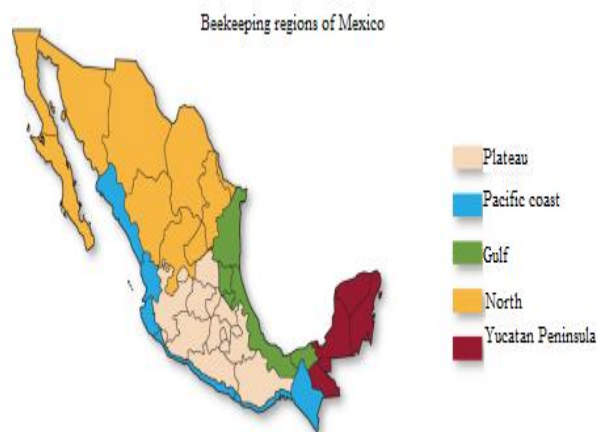 Beekeeping regions of Mexico
Plateau
Pacific coast
Gulf
North
Yucatan Peninsula